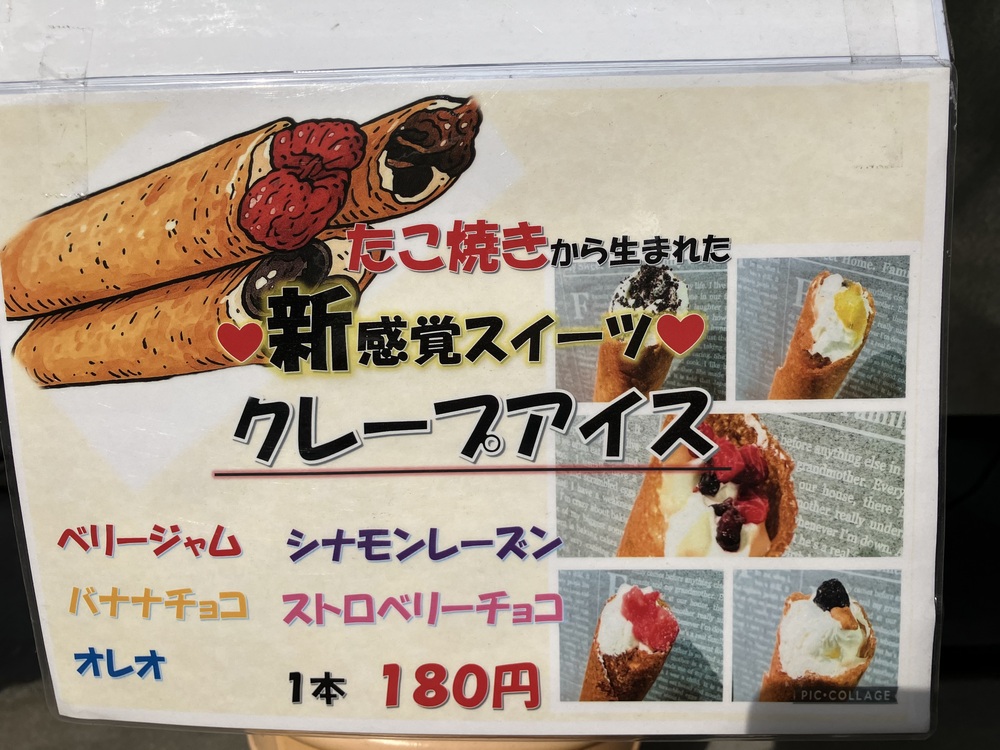 たこ焼きから生まれた
♥新感覚スイーツ♥
クレープアイス
ベリージャム シナモンレーズン
バナナチョコ ストロベリーチョコ
オレオ
1本 180円
PIC•COLLAGE